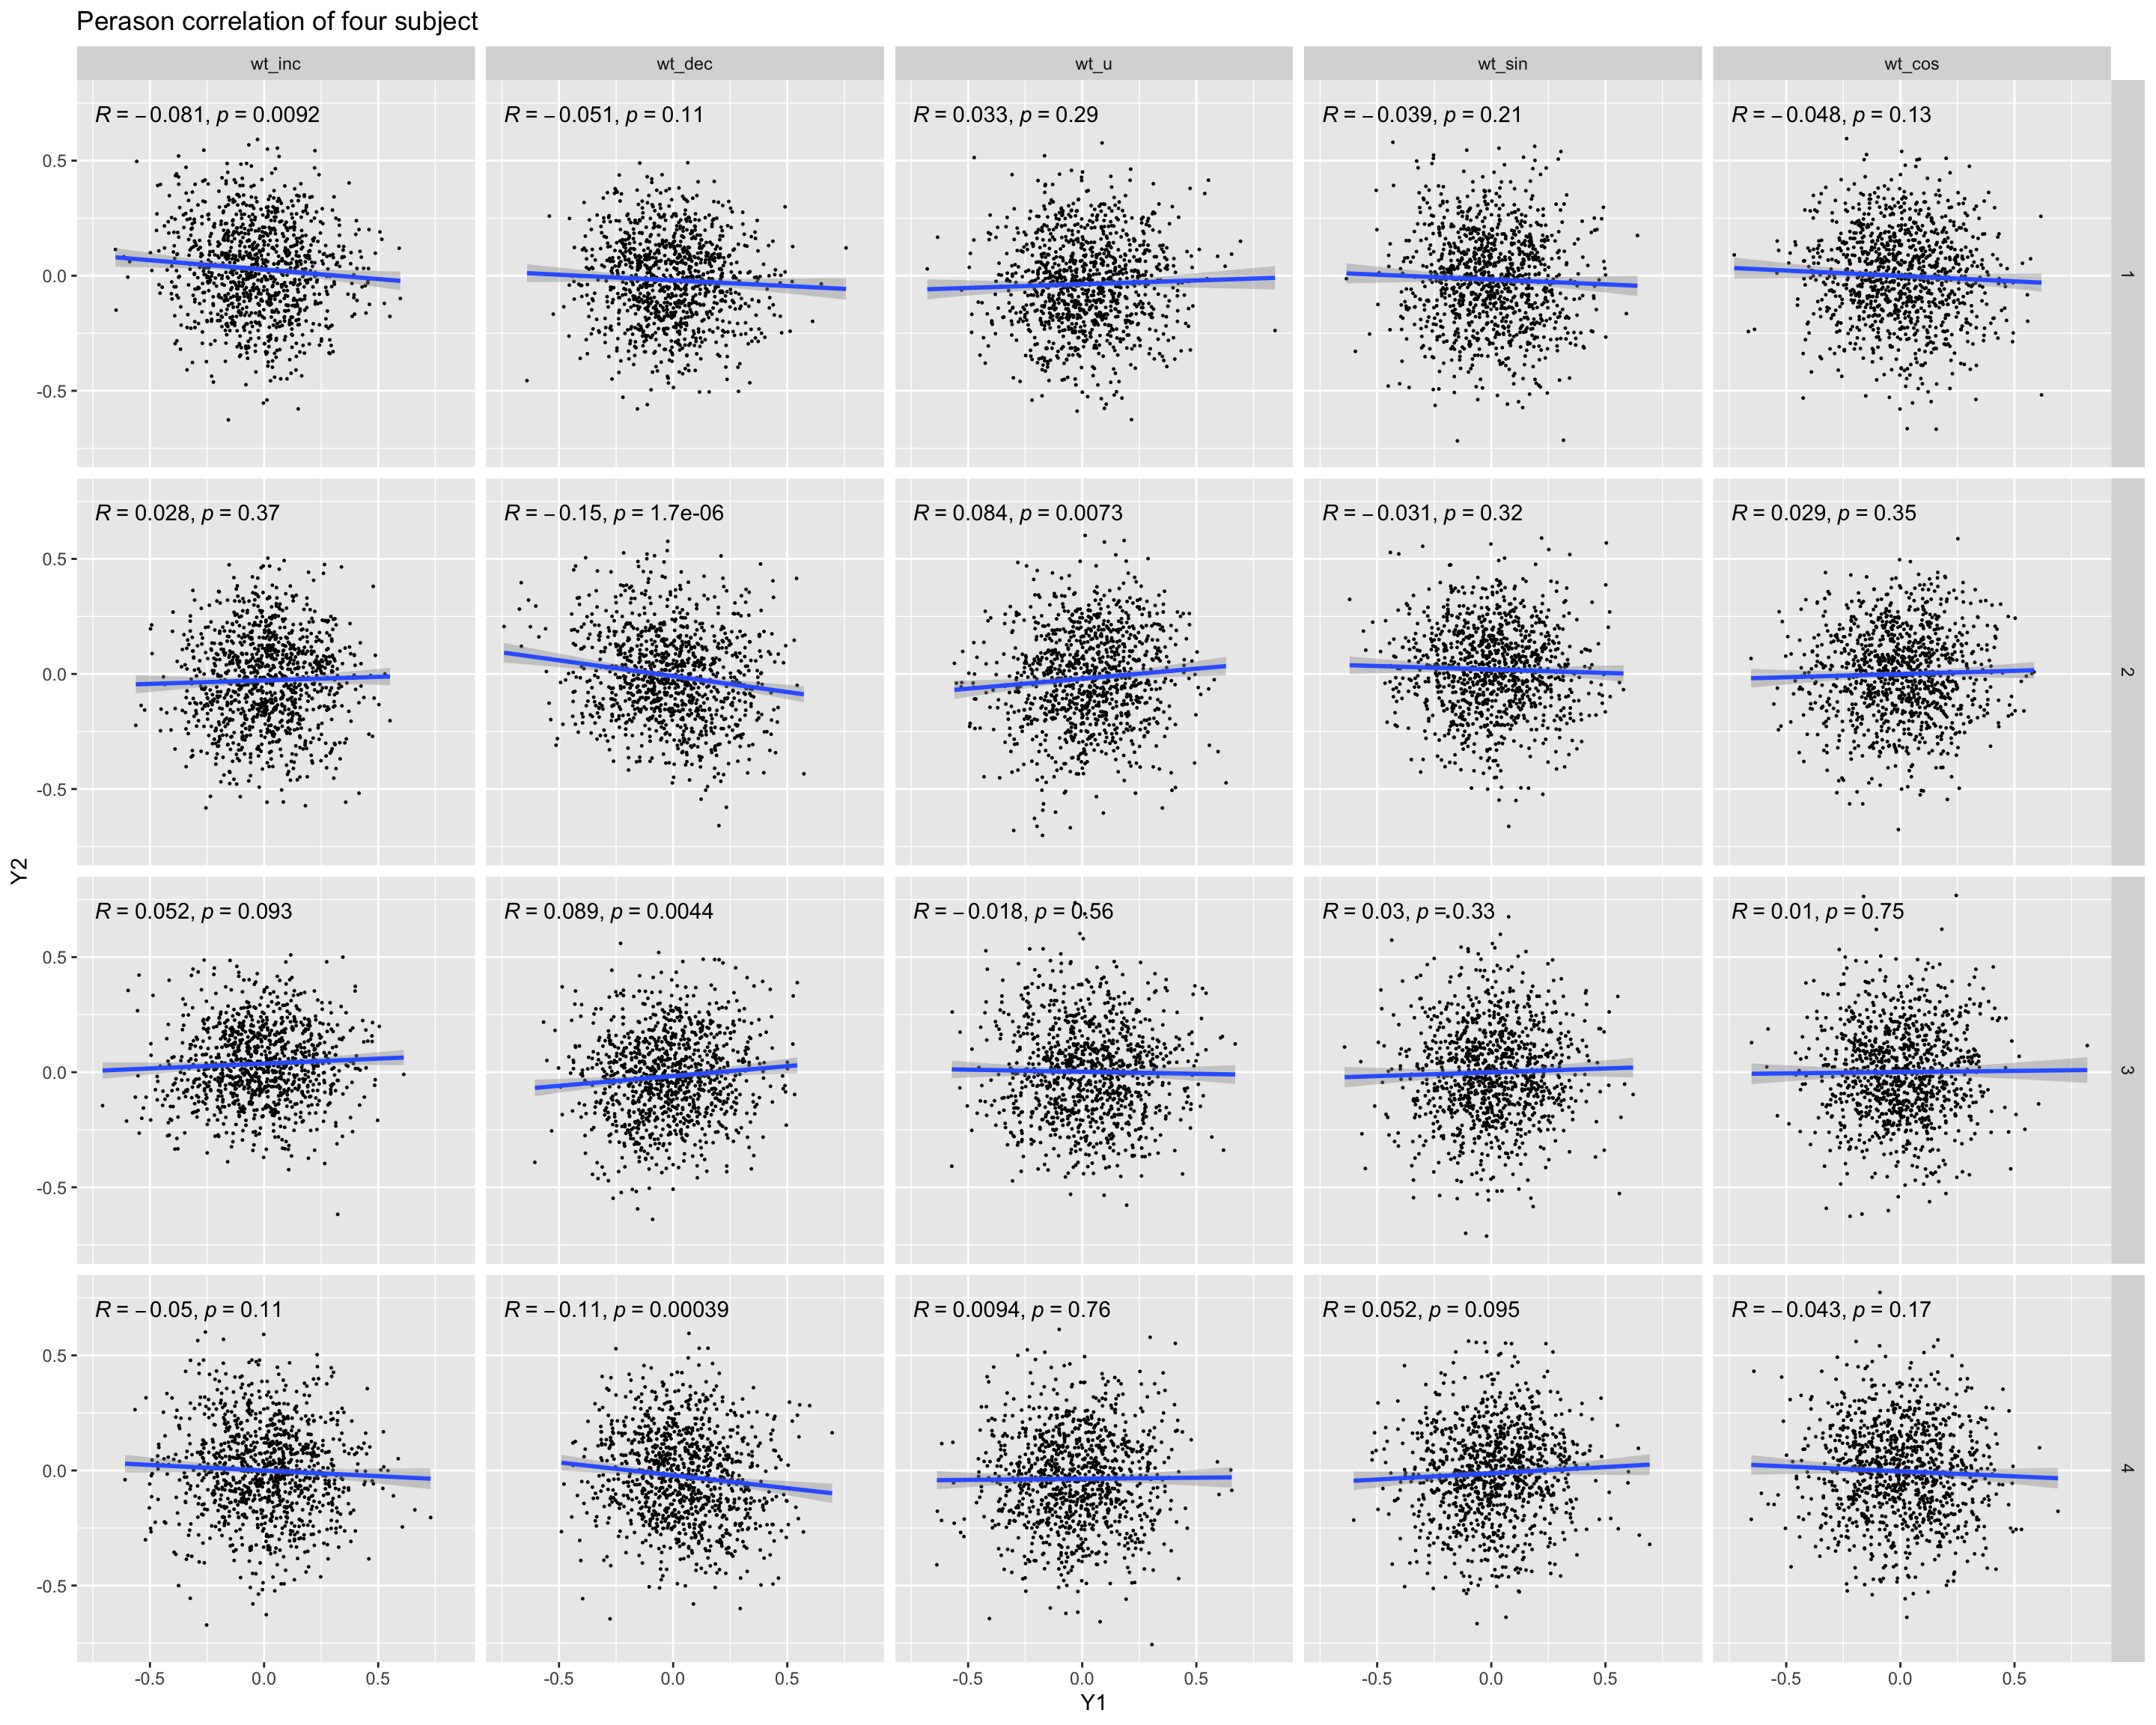 Perason correlation of four subject
wt_inc wt_dec wt_u wt_sin wt_cos
R = −0.081, p = 0.0092 R = −0.051, p = 0.11 R = 0.033, p = 0.29 R = −0.039, p = 0.21 R = −0.048, p = 0.13
0.5
0.0
-0.5
1
R = 0.028, p = 0.37 R = −0.15, p = 1.7e-06 R = 0.084, p = 0.0073 R = −0.031, p = 0.32 R = 0.029, p = 0.35
0.5
0.0
-0.5
2
Y2
R = 0.052, p = 0.093 R = 0.089, p = 0.0044 R = −0.018, p = 0.56 R = 0.03, p = 0.33 R = 0.01, p = 0.75
0.5
0.0
-0.5
3
R = −0.05, p = 0.11 R = −0.11, p = 0.00039 R = 0.0094, p = 0.76 R = 0.052, p = 0.095 R = −0.043, p = 0.17
0.5
0.0
-0.5
4
-0.5 0.0 0.5 -0.5 0.0 0.5 -0.5 0.0 0.5 -0.5 0.0 0.5 -0.5 0.0 0.5
Y1